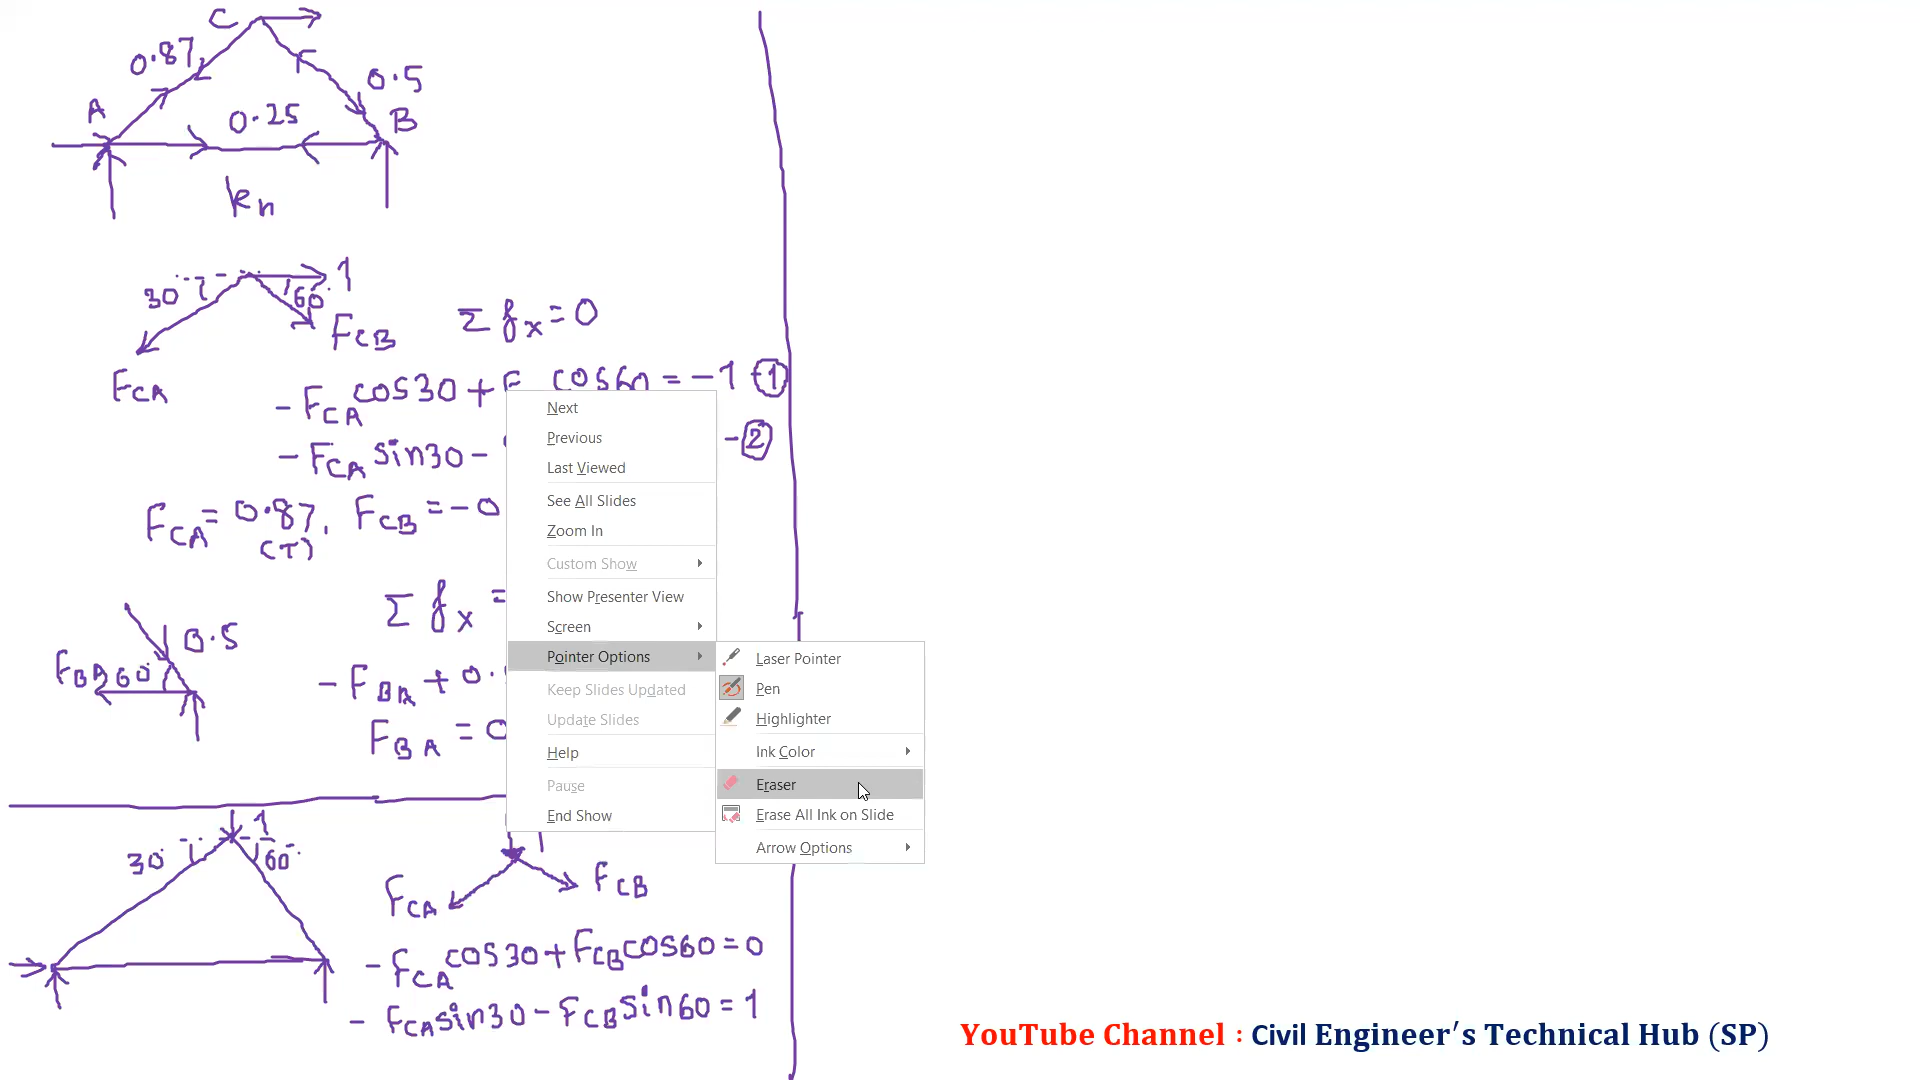 C
0.87
0.5
A
0.25
B
kn
30
1
60
FCB
FCA
Σ fx = 0
- FCA cos30 + F cos60 = -1 ①
- FCA sin30 - - ②
FCA = 0.87, FCB = -0
(T)
Σ fx =
0.5
FBA 60
- FBA + 0.
FBA = 0
Next
Previous
Last Viewed
See All Slides
Zoom In
Custom Show
Show Presenter View
Screen
Pointer Options
Keep Slides Updated
Update Slides
Help
Pause
End Show
Laser Pointer
Pen
Highlighter
Ink Color
Eraser
Erase All Ink on Slide
Arrow Options
1
30
60
1
FCA
FCB
- FCA cos30 + FCB cos60 = 0
- FCA sin30 - FCB sin60 = 1
YouTube Channel : Civil Engineer's Technical Hub (SP)